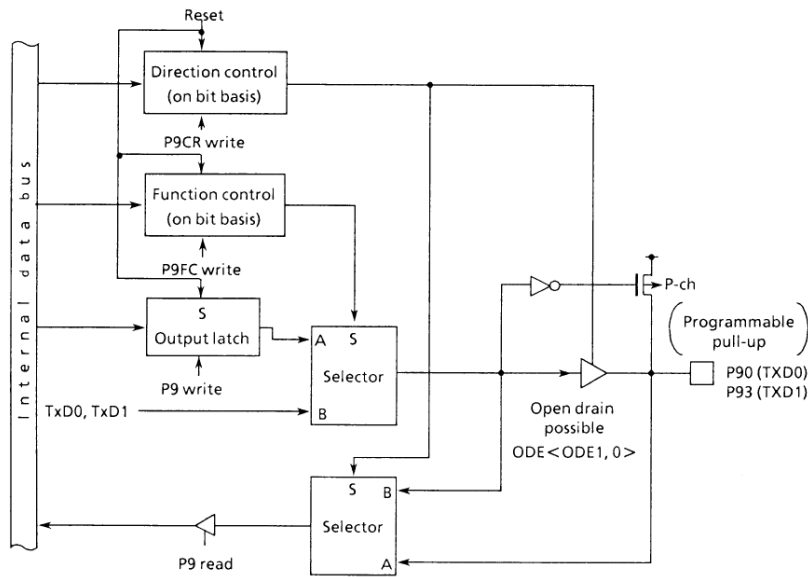 Reset
Direction control
(on bit basis)
P9CR write
Function control
(on bit basis)
P9FC write
S
Output latch
P9 write
TxD0, TxD1
Internal data bus
A
S
Selector
B
P-ch
(Programmable
pull-up)
P90 (TXD0)
P93 (TXD1)
Open drain
possible
ODE<ODE1, 0>
S
B
Selector
A
P9 read